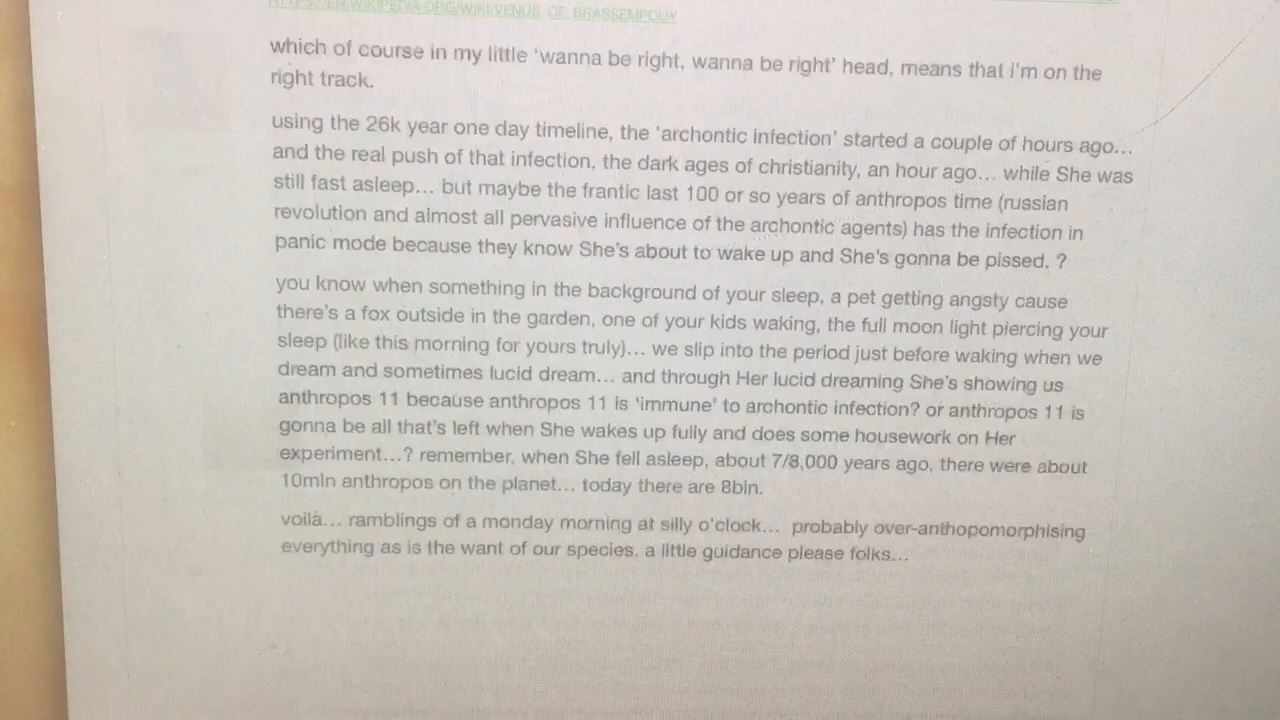 HTTPS://EN.WIKIPEDIA.ORG/WIKI/VENUS_OF_BRASSEMPOUY
which of course in my little 'wanna be right, wanna be right' head, means that i'm on the
right track.
using the 26k year one day timeline, the 'archontic infection' started a couple of hours ago...
and the real push of that infection, the dark ages of christianity, an hour ago... while She was
still fast asleep... but maybe the frantic last 100 or so years of anthropos time (russian
revolution and almost all pervasive influence of the archontic agents) has the infection in
panic mode because they know She's about to wake up and She's gonna be pissed. ?
you know when something in the background of your sleep, a pet getting angsty cause
there's a fox outside in the garden, one of your kids waking, the full moon light piercing your
sleep (like this morning for yours truly)... we slip into the period just before waking when we
dream and sometimes lucid dream... and through Her lucid dreaming She's showing us
anthropos 11 because anthropos 11 is 'immune' to archontic infection? or anthropos 11 is
gonna be all that's left when She wakes up fully and does some housework on Her
experiment...? remember, when She fell asleep, about 7/8,000 years ago, there were about
10mln anthropos on the planet... today there are 8bln.
voilà... ramblings of a monday morning at silly o'clock... probably over-anthopomorphising
everything as is the want of our species. a little guidance please folks...